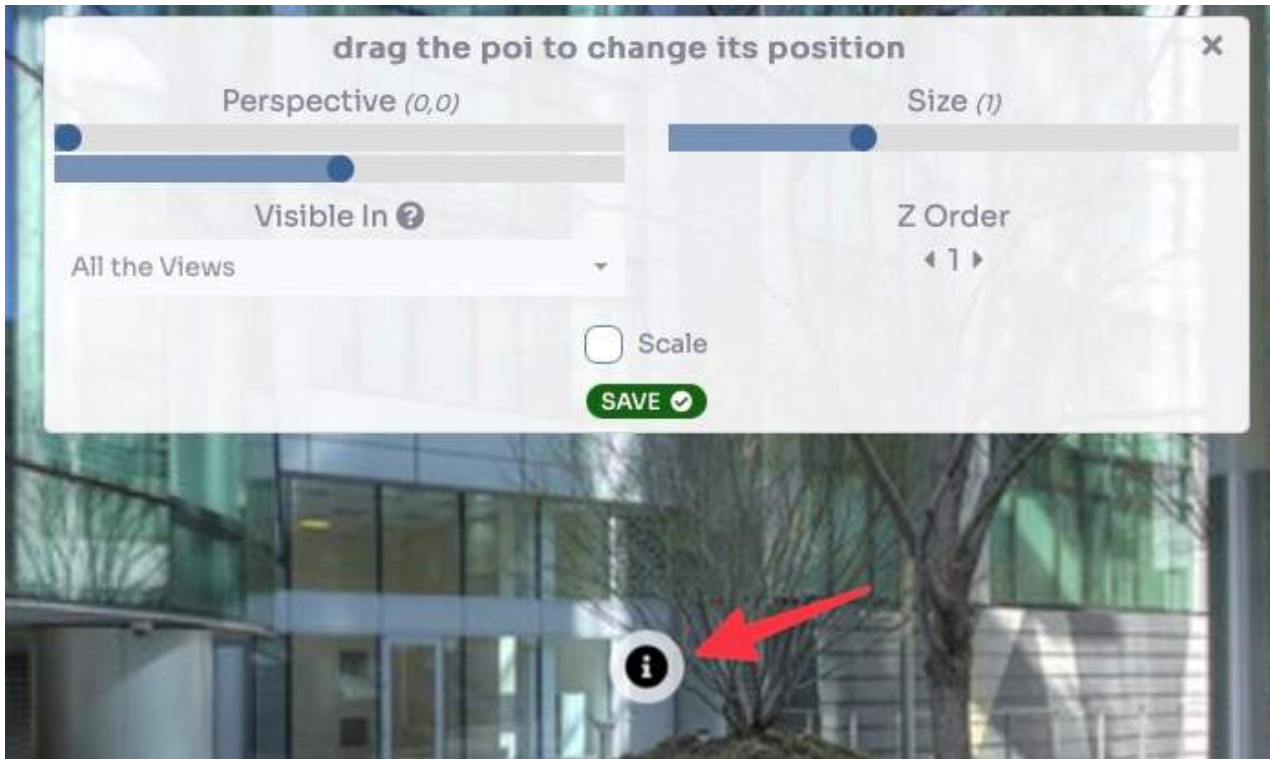 drag the poi to change its position
Perspective (0,0)
Size (1)
Visible In
Z Order
All the Views
1
Scale
SAVE